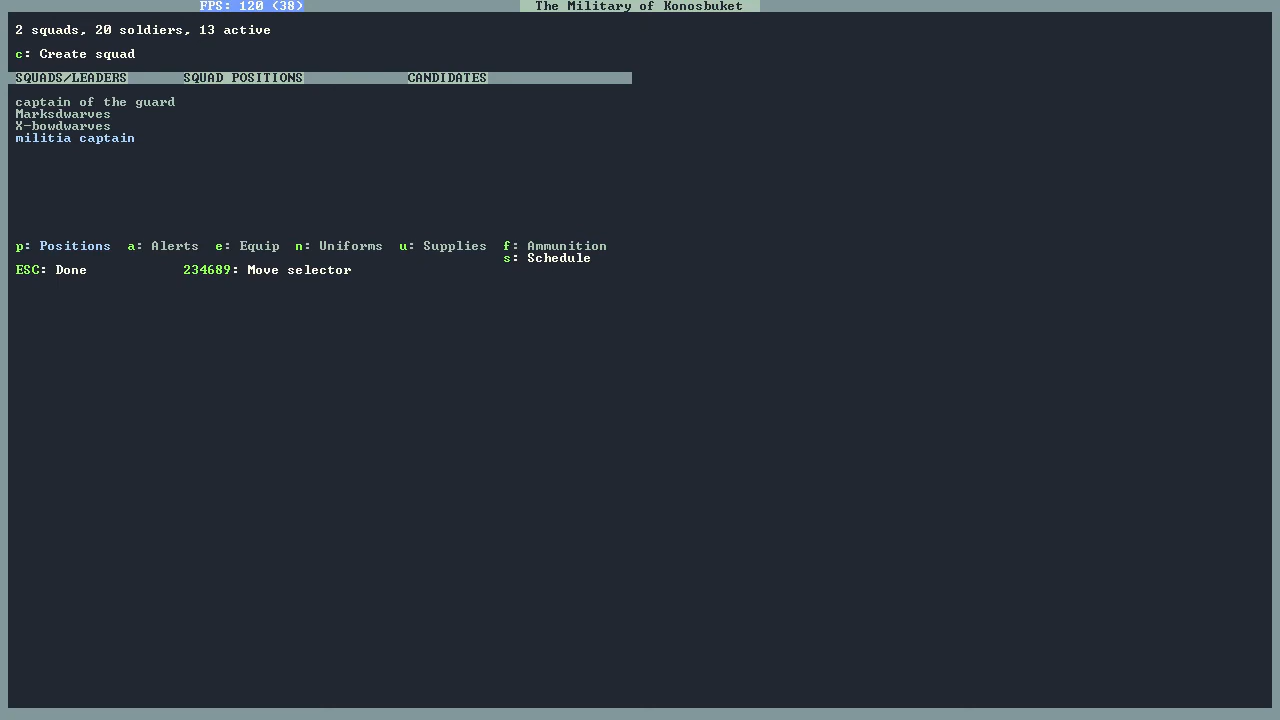 FPS: 120 (38) The Military of Konosbuket
2 squads, 20 soldiers, 13 active
c: Create squad
SQUADS/LEADERS SQUAD POSITIONS CANDIDATES
captain of the guard
Marksdwarves
X-bowdwarves
militia captain
p: Positions a: Alerts e: Equip n: Uniforms u: Supplies f: Ammunition
s: Schedule
ESC: Done 234689: Move selector